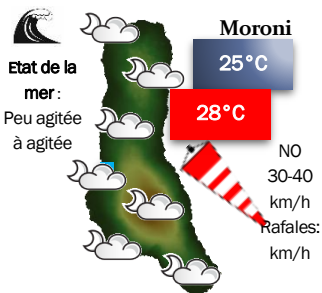 Moroni
25°C
28°C
Etat de la
mer :
Peu agitée
à agitée
NO
30-40
km/h
Rafales:
km/h